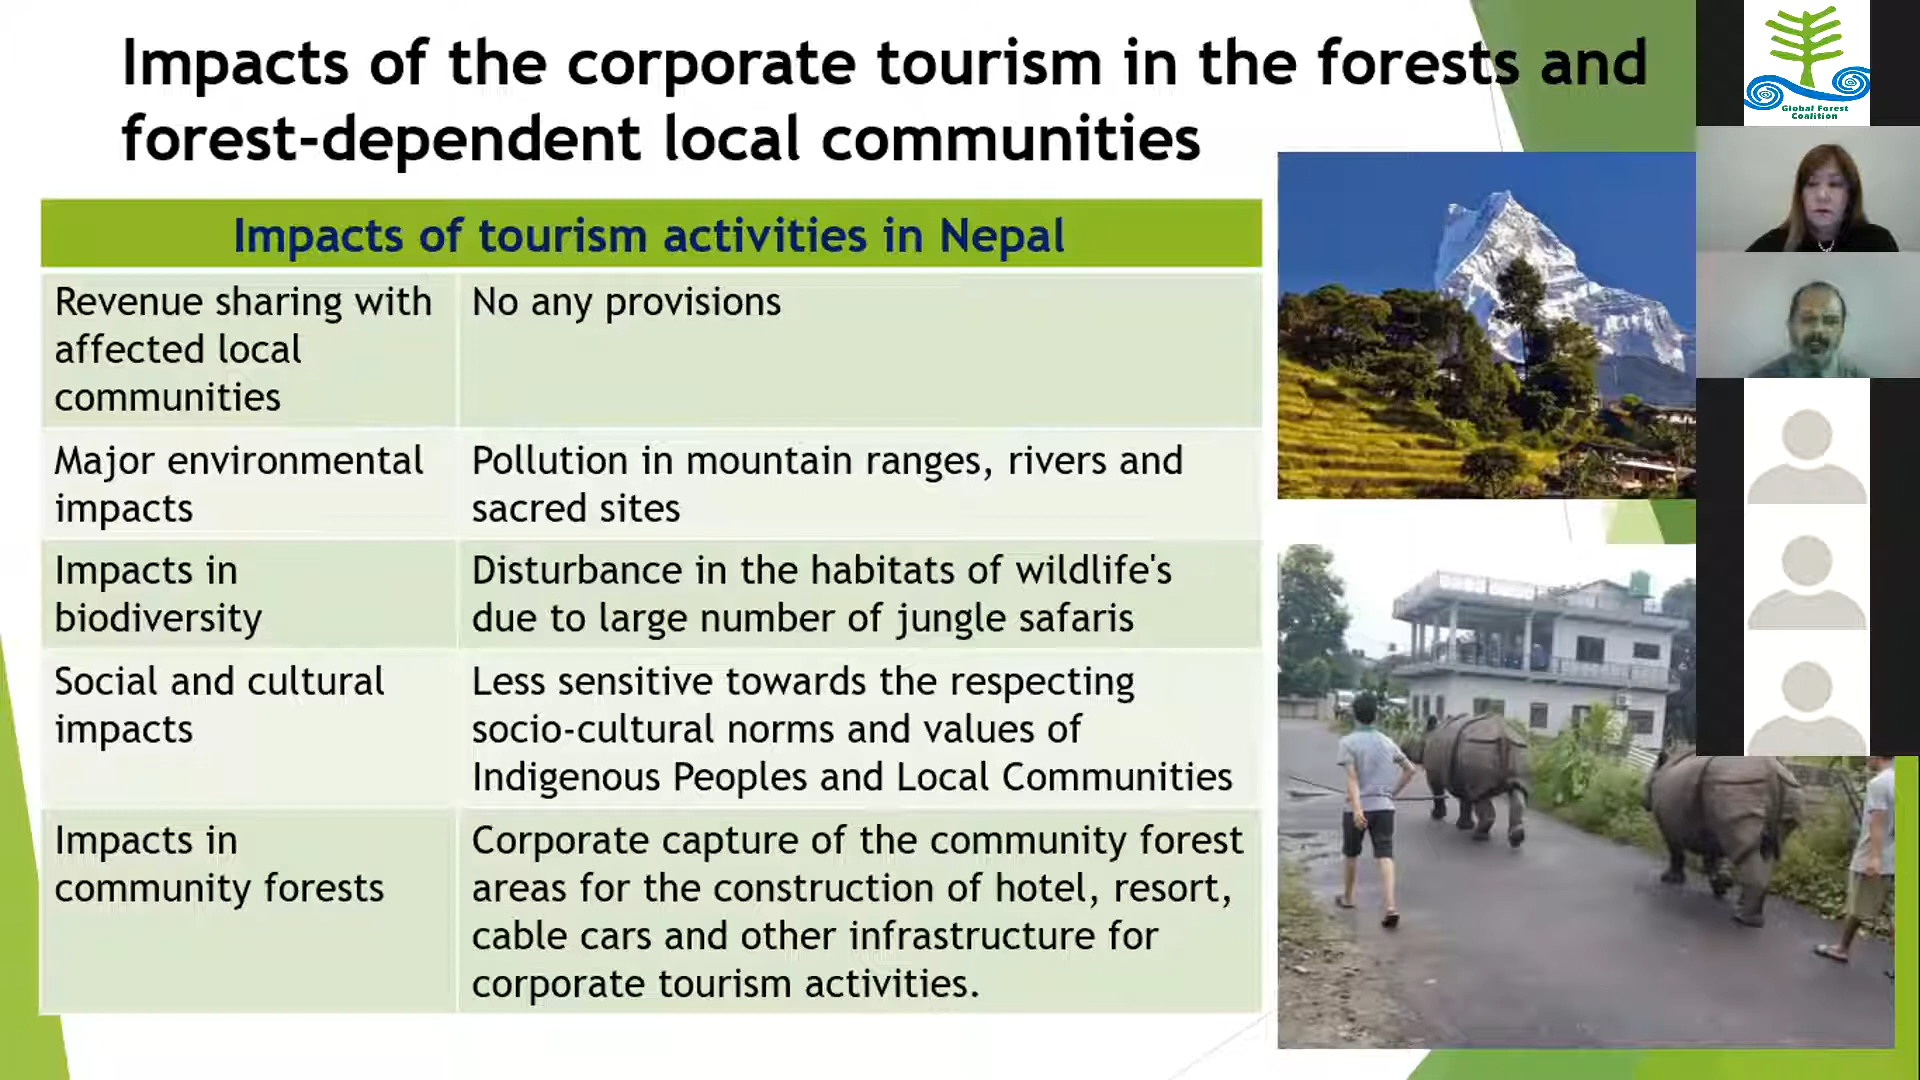 Impacts of the corporate tourism in the forests and
forest-dependent local communities
Impacts of tourism activities in Nepal
Revenue sharing with
affected local
communities
No any provisions
Major environmental
impacts
Pollution in mountain ranges, rivers and
sacred sites
Impacts in
biodiversity
Disturbance in the habitats of wildlife's
due to large number of jungle safaris
Social and cultural
impacts
Less sensitive towards the respecting
socio-cultural norms and values of
Indigenous Peoples and Local Communities
Impacts in
community forests
Corporate capture of the community forest
areas for the construction of hotel, resort,
cable cars and other infrastructure for
corporate tourism activities.
Global Forest
Coalition